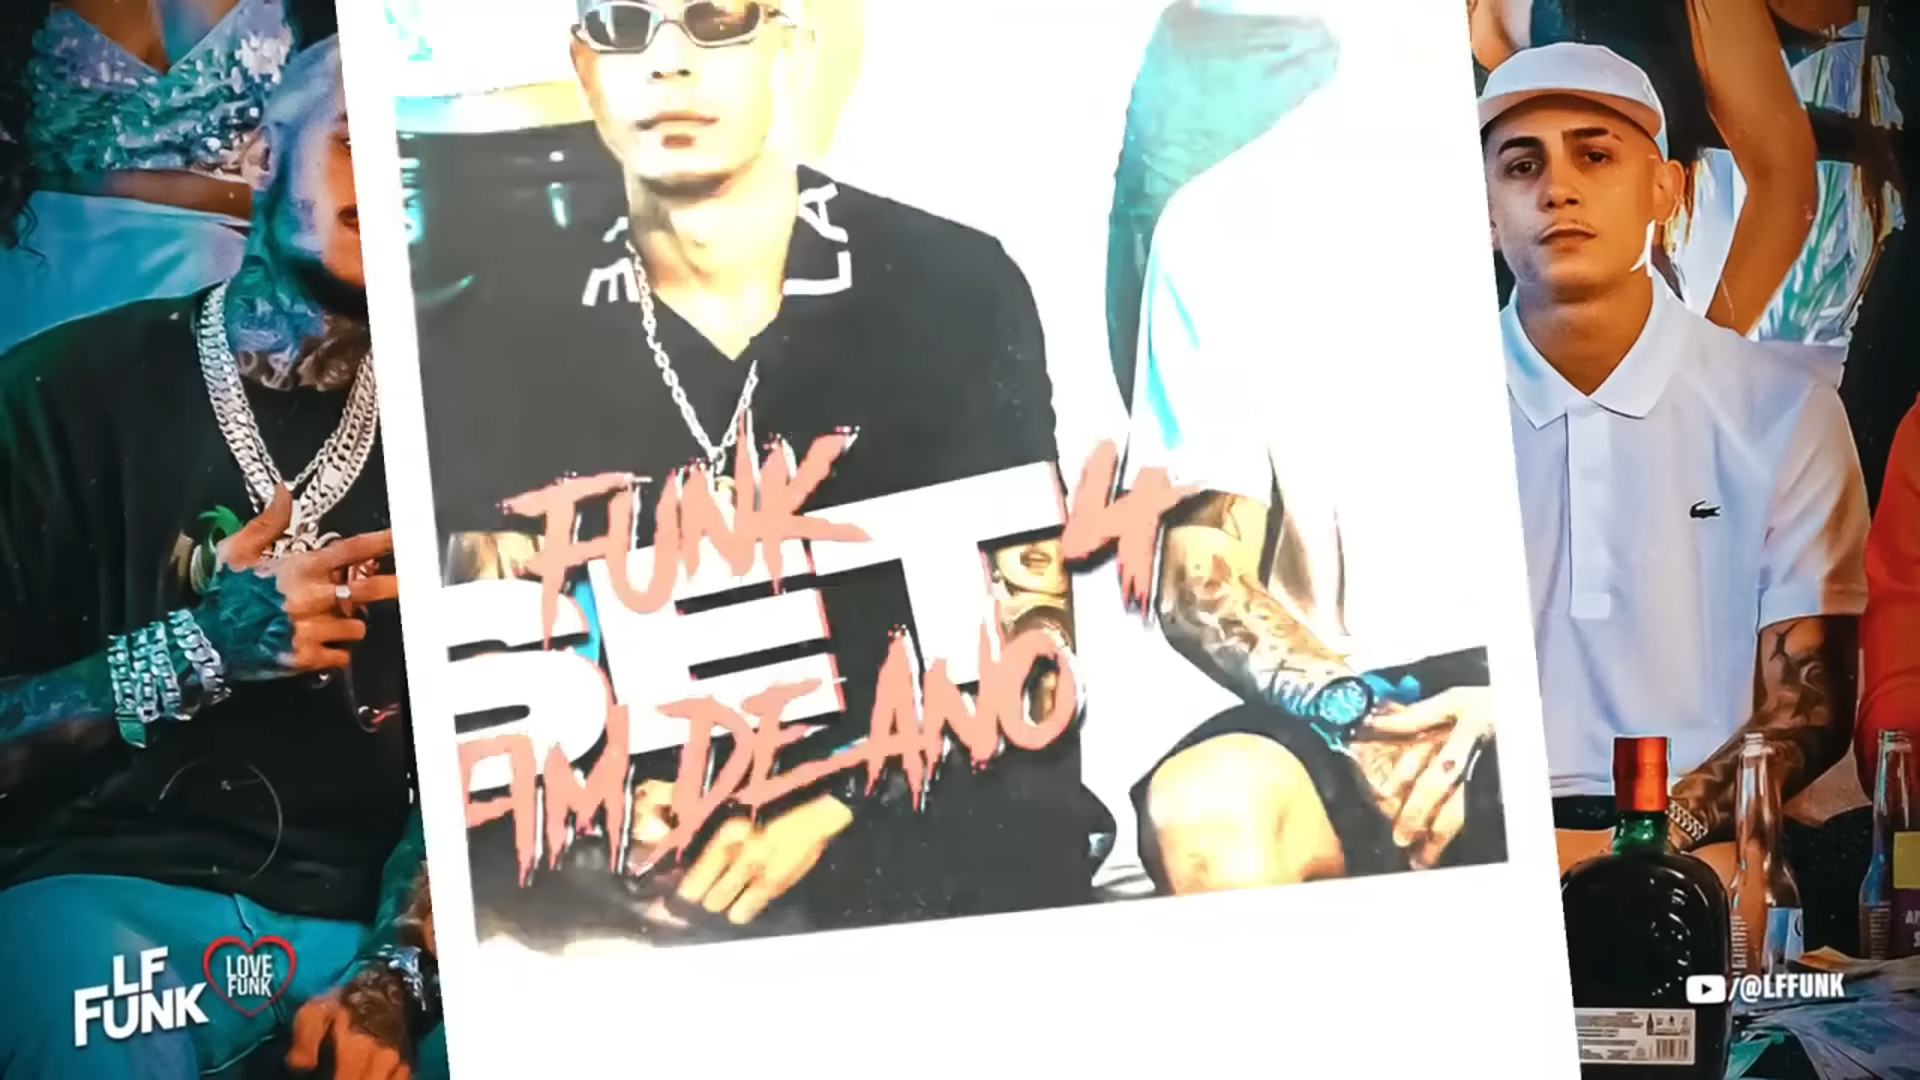 FUNK
SET 4
FIM DE ANO
LF
FUNK
LOVE
FUNK
/@LFFUNK